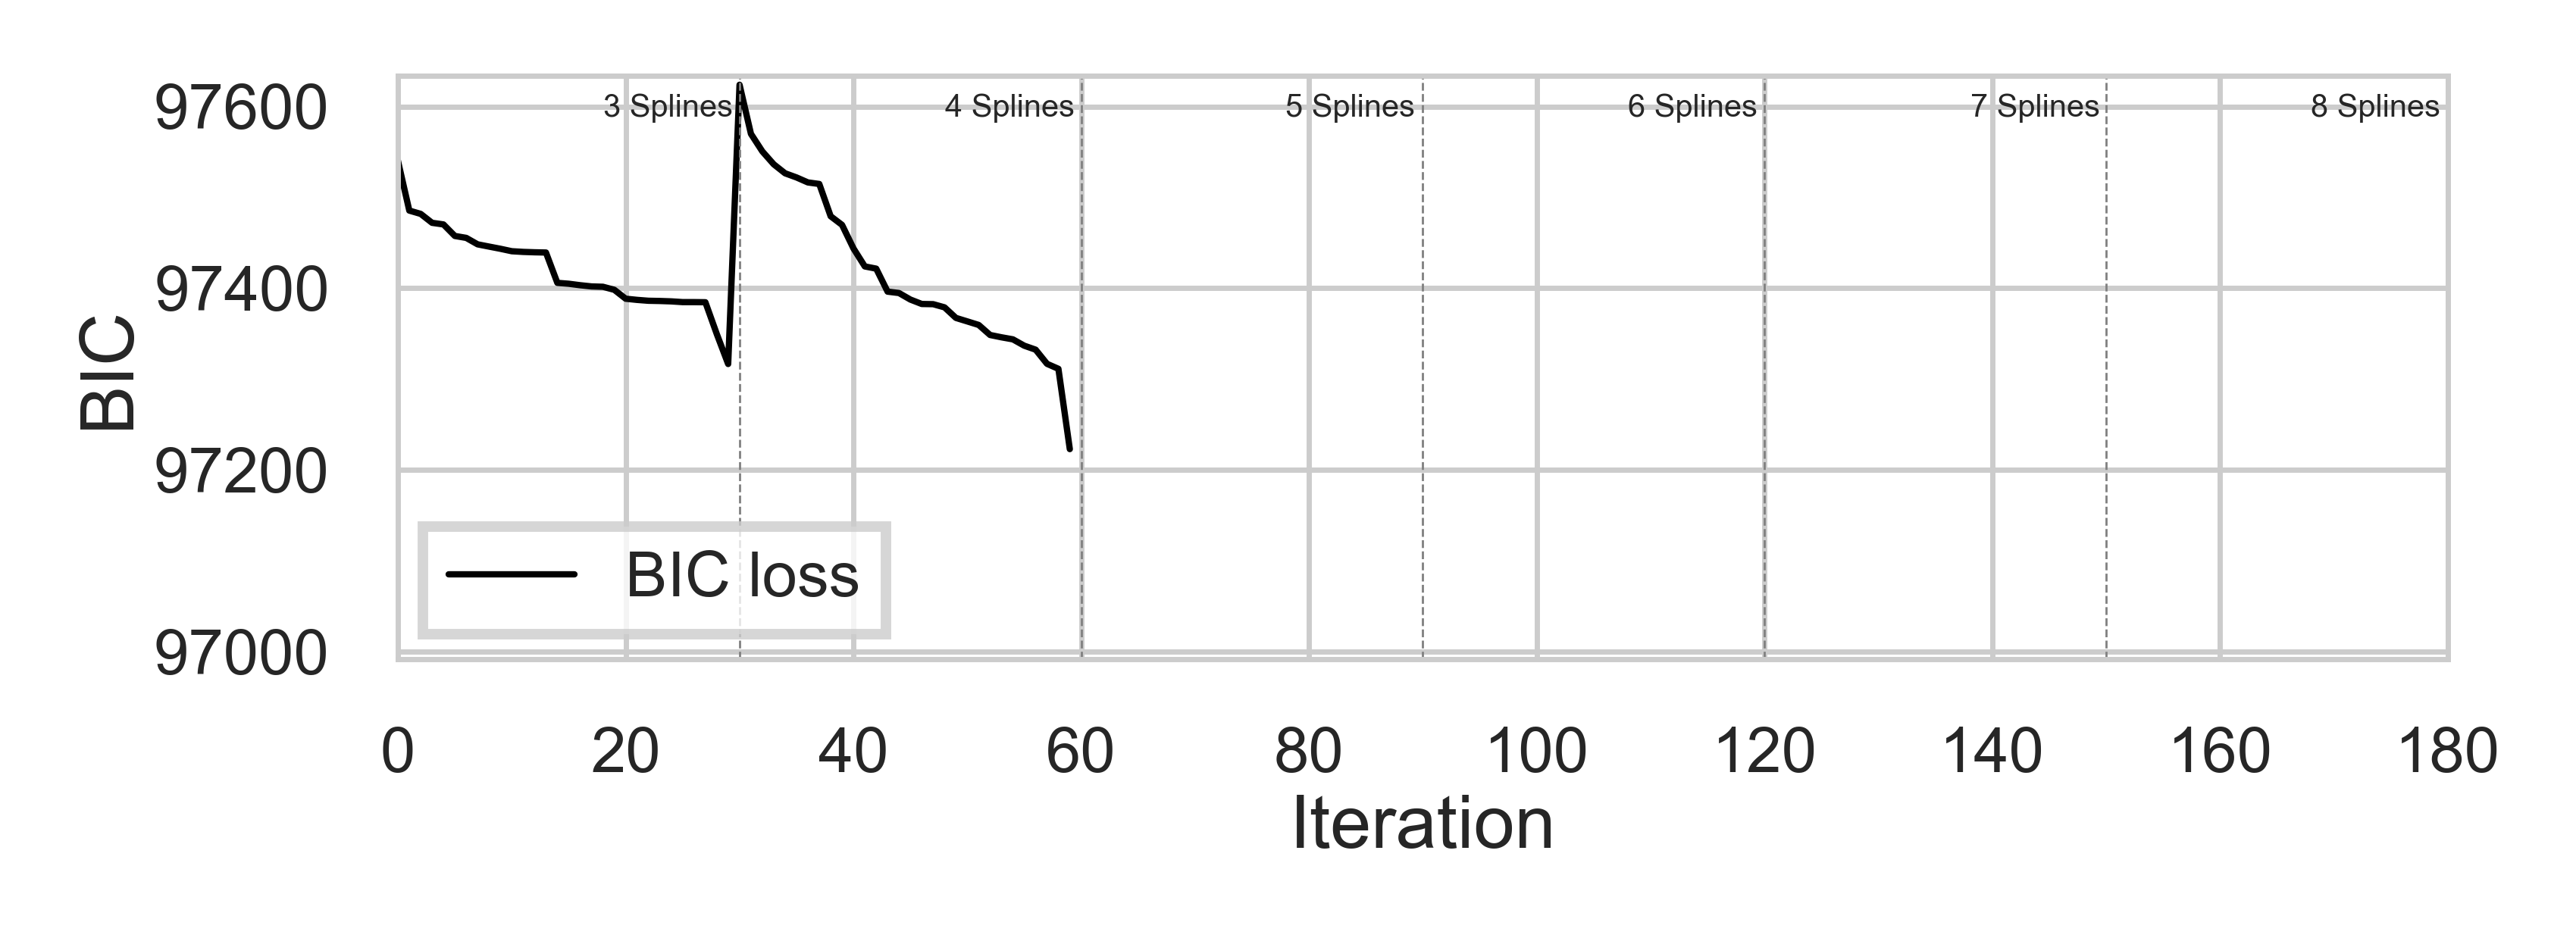 97600
97400
97200
97000
BIC
3 Splines
4 Splines
5 Splines
6 Splines
7 Splines
8 Splines
BIC loss
0 20 40 60 80 100 120 140 160 180
Iteration